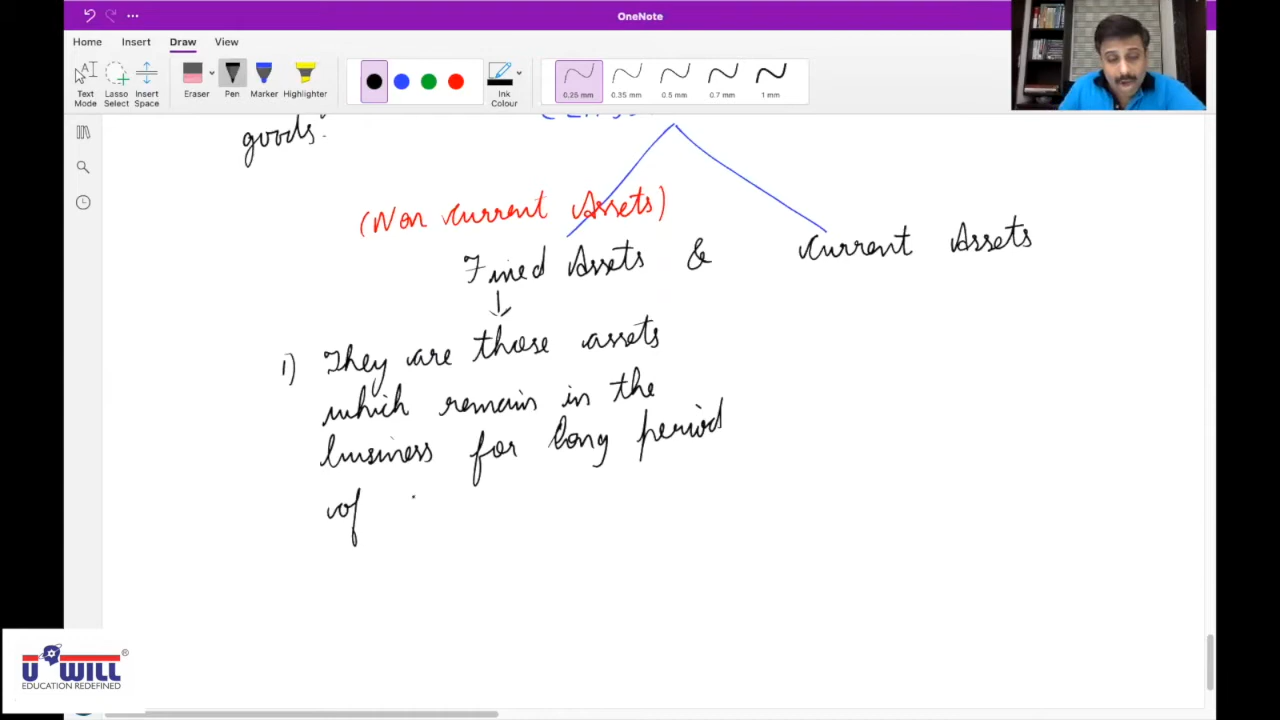 OneNote
Home Insert Draw View
Text Mode Lasso Select Insert Space Eraser Pen Marker Highlighter Ink Colour 0.25 mm 0.35 mm 0.5 mm 0.7 mm 1 mm
goods?
(Non Current Assets)
Fixed Assets & Current Assets
1) They are those assets
which remain in the
business for long period
of
U WILL ®
EDUCATION REDEFINED